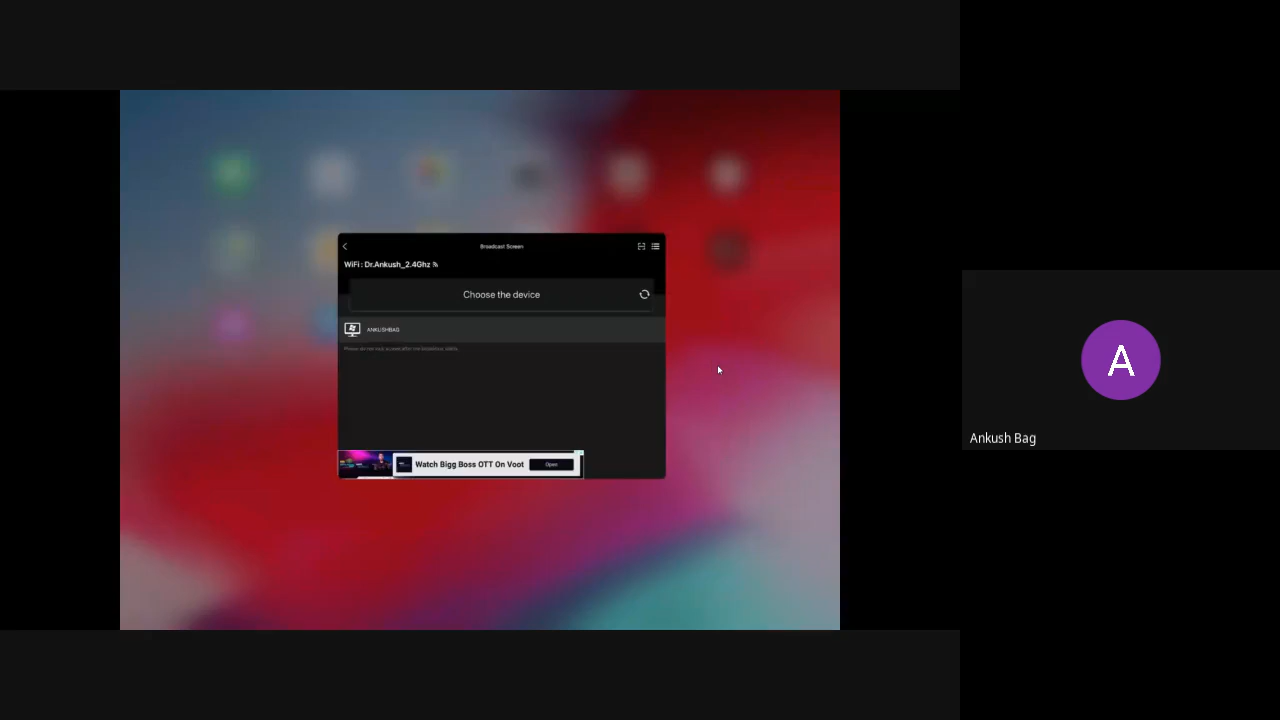 Broadcast Screen
WiFi : Dr.Ankush_2.4Ghz
Choose the device
ANKUSHBAG
Watch Bigg Boss OTT On Voot
Open
A
Ankush Bag